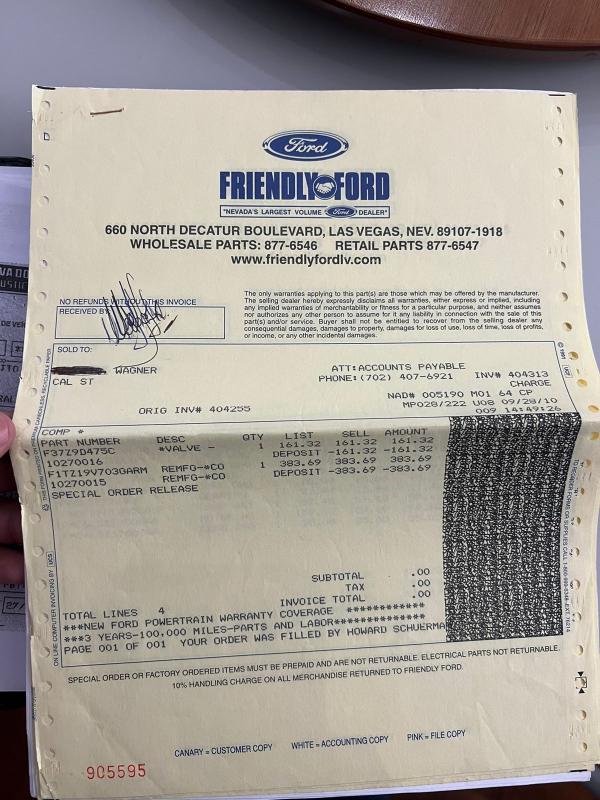 Ford
FRIENDLY FORD
"NEVADA'S LARGEST VOLUME Ford DEALER"
660 NORTH DECATUR BOULEVARD, LAS VEGAS, NEV. 89107-1918
WHOLESALE PARTS: 877-6546 RETAIL PARTS 877-6547
www.friendlyfordlv.com
NO REFUNDS WITHOUT THIS INVOICE
RECEIVED BY:
The only warranties applying to this part(s) are those which may be offered by the manufacturer.
The selling dealer hereby expressly disclaims all warranties, either express or implied, including
any implied warranty of merchantability or fitness for a particular purpose, and neither assumes
nor authorizes any other person to assume for it any liability in connection with the sale of this
part(s) and/or service. Buyer shall not be entitled to recover from the selling dealer any
consequential damages, damages to property, damages for loss of use, loss of time, loss of profits,
or income, or any other incidental damages.
SOLD TO:
WAGNER
CAL ST
ATT:ACCOUNTS PAYABLE
PHONE:(702) 407-6921 INV# 404313
CHARGE
NAD# 005190 M01 64 CP
ORIG INV# 404255
MP028/222 U08 09/28/10
009 14:49:26
COMP #
PART NUMBER DESC QTY LIST SELL AMOUNT
F37Z9D475C *VALVE - 1 161.32 161.32 161.32
10270016 DEPOSIT -161.32 -161.32
F1TZ19V703GARM REMFG-*CO 1 383.69 383.69 383.69
10270015 REMFG-*CO DEPOSIT -383.69 -383.69
SPECIAL ORDER RELEASE
SUBTOTAL .00
TAX .00
INVOICE TOTAL .00
TOTAL LINES 4
***NEW FORD POWERTRAIN WARRANTY COVERAGE ************
***3 YEARS-100,000 MILES-PARTS AND LABOR**************
PAGE 001 OF 001 YOUR ORDER WAS FILLED BY HOWARD SCHUERMA
SPECIAL ORDER OR FACTORY ORDERED ITEMS MUST BE PREPAID AND ARE NOT RETURNABLE. ELECTRICAL PARTS NOT RETURNABLE.
10% HANDLING CHARGE ON ALL MERCHANDISE RETURNED TO FRIENDLY FORD.
CANARY = CUSTOMER COPY WHITE = ACCOUNTING COPY PINK = FILE COPY
905595
ON LINE COMPUTER INVOICING BY UCS